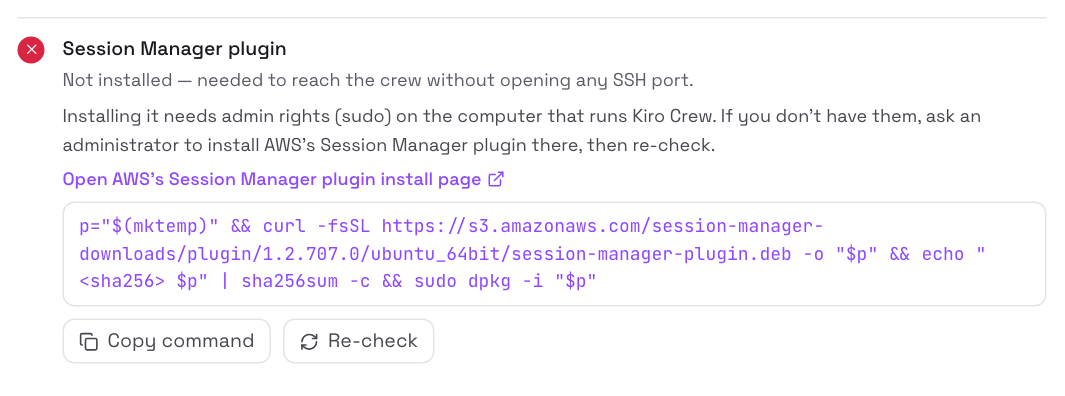 Session Manager plugin
Not installed — needed to reach the crew without opening any SSH port.
Installing it needs admin rights (sudo) on the computer that runs Kiro Crew. If you don't have them, ask an
administrator to install AWS's Session Manager plugin there, then re-check.
Open AWS's Session Manager plugin install page
p="$(mktemp)" && curl -fsSL https://s3.amazonaws.com/session-manager-
downloads/plugin/1.2.707.0/ubuntu_64bit/session-manager-plugin.deb -o "$p" && echo "
<sha256> $p" | sha256sum -c && sudo dpkg -i "$p"
Copy command
Re-check